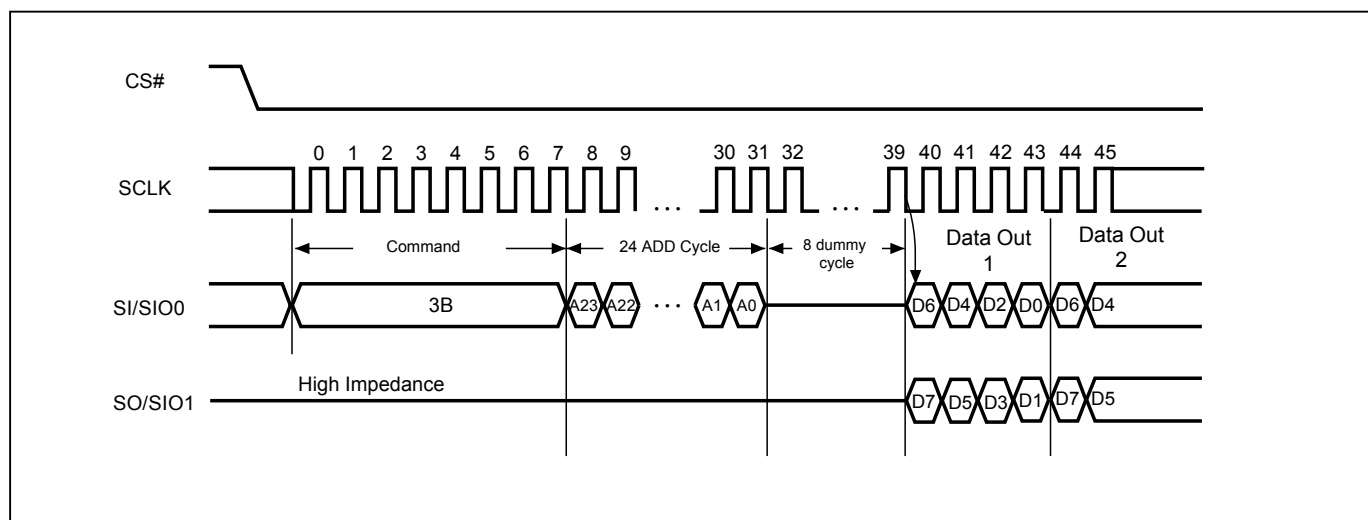 CS#
0 1 2 3 4 5 6 7 8 9 30 31 32 39 40 41 42 43 44 45
SCLK
... ...
Command 24 ADD Cycle 8 dummy cycle Data Out 1 Data Out 2
SI/SIO0 3B A23 A22 ... A1 A0 D6 D4 D2 D0 D6 D4
High Impedance
SO/SIO1 D7 D5 D3 D1 D7 D5